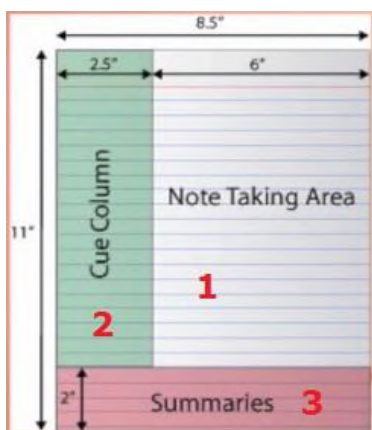 8.5"
2.5" 6"
11"
Cue Column
Note Taking Area
1
2
2"
Summaries 3